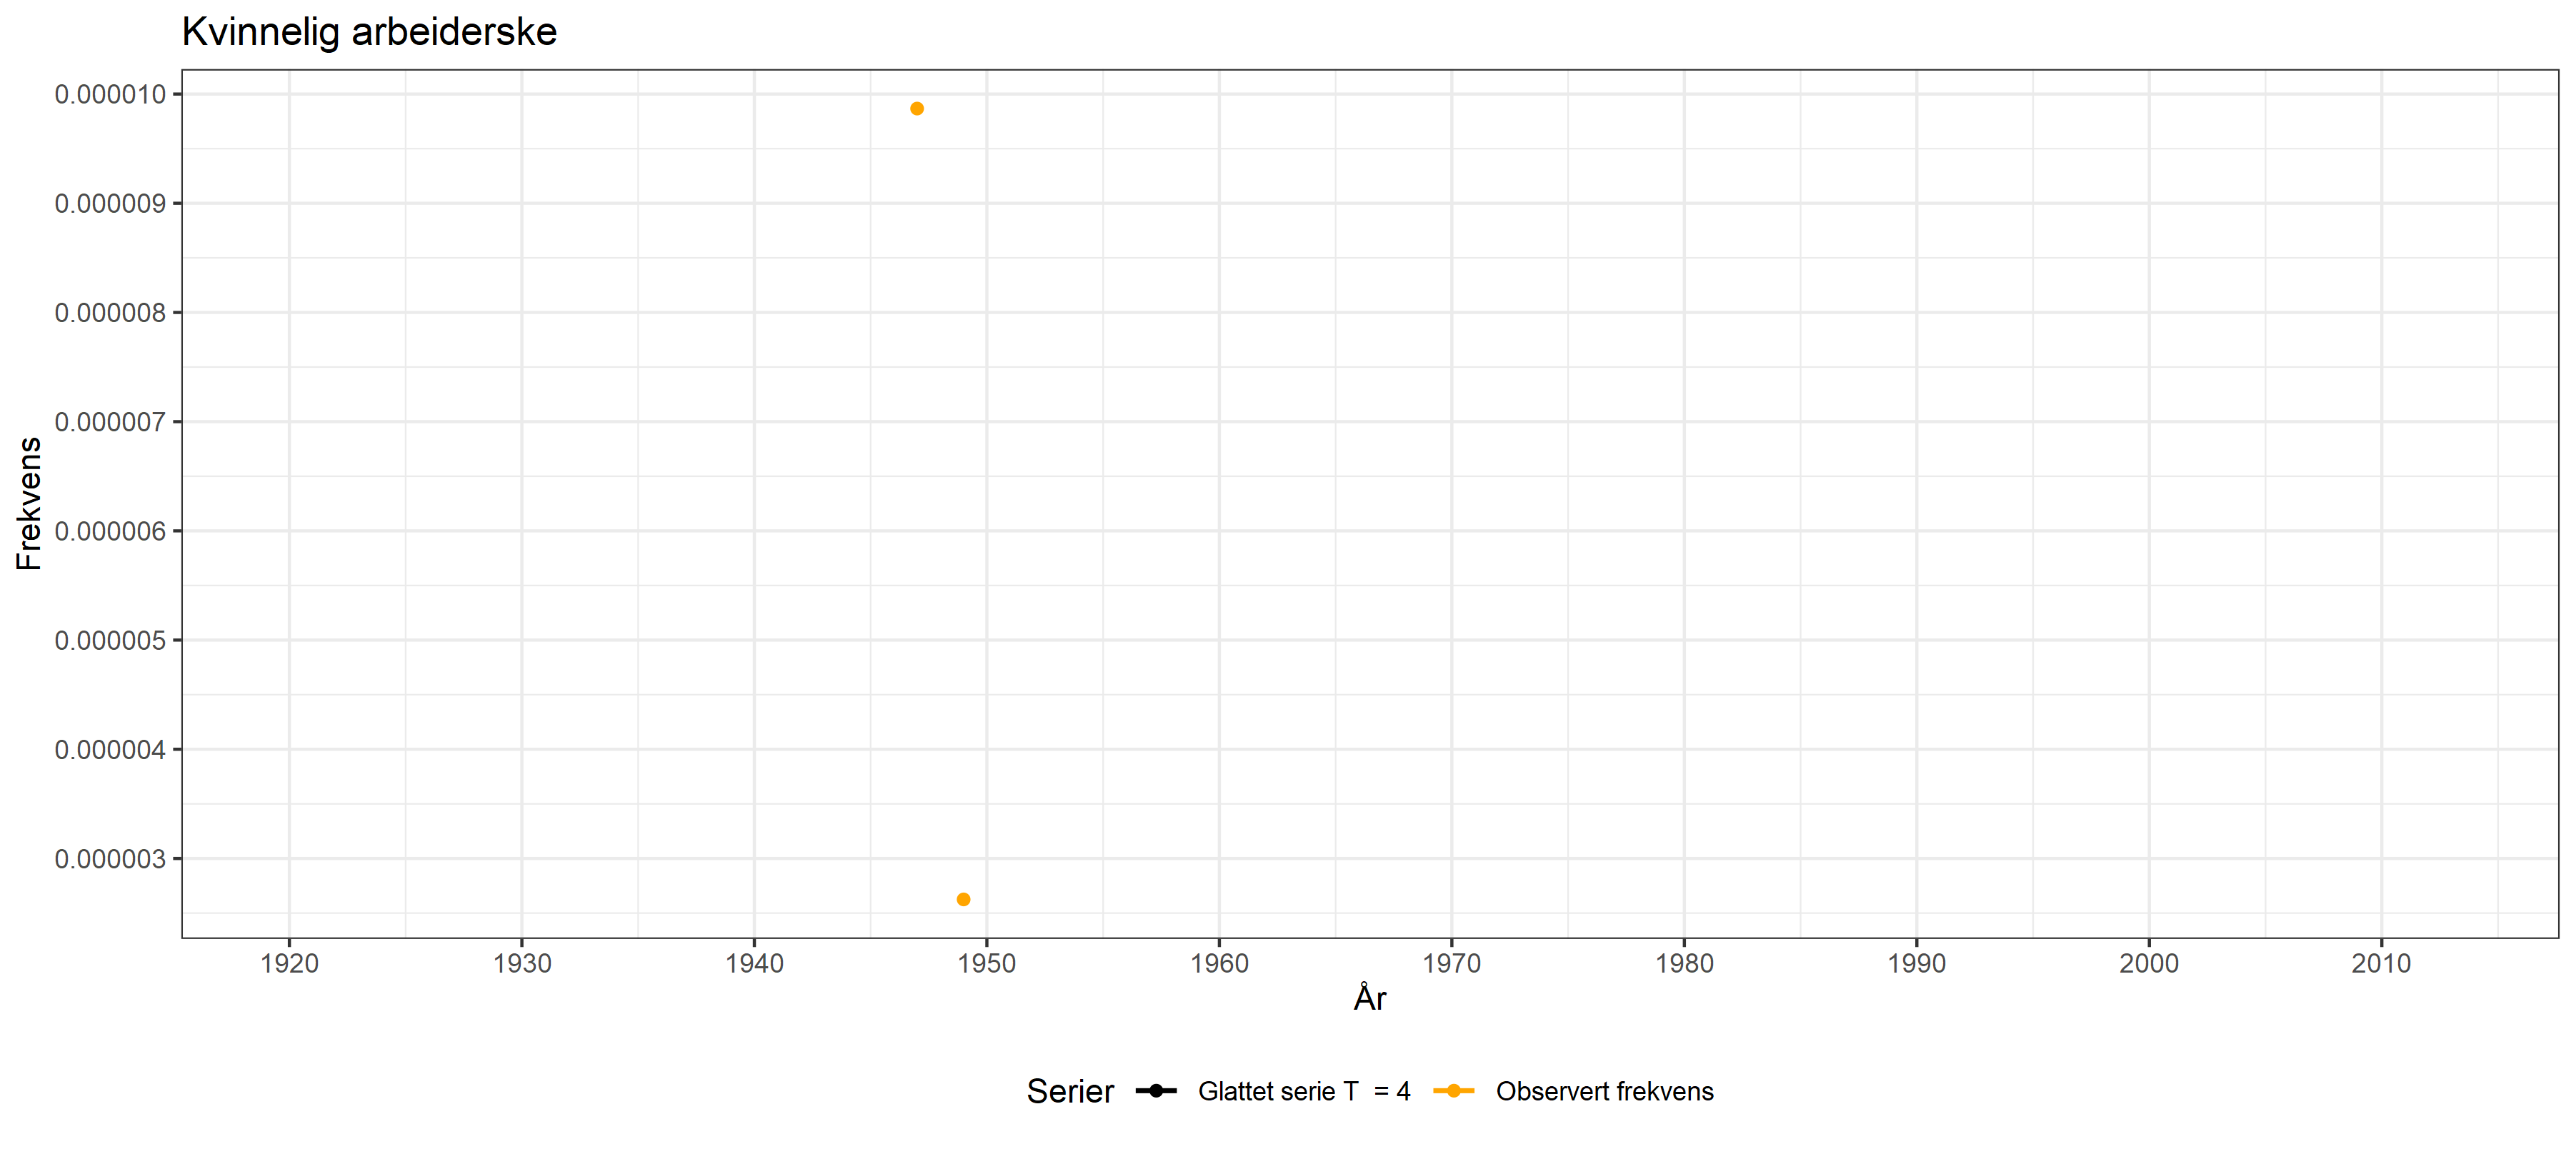 Kvinnelig arbeiderske
0.000010
0.000009
0.000008
0.000007
0.000006
0.000005
0.000004
0.000003
Frekvens
1920 1930 1940 1950 1960 1970 1980 1990 2000 2010
År
Serier Glattet serie T = 4 Observert frekvens